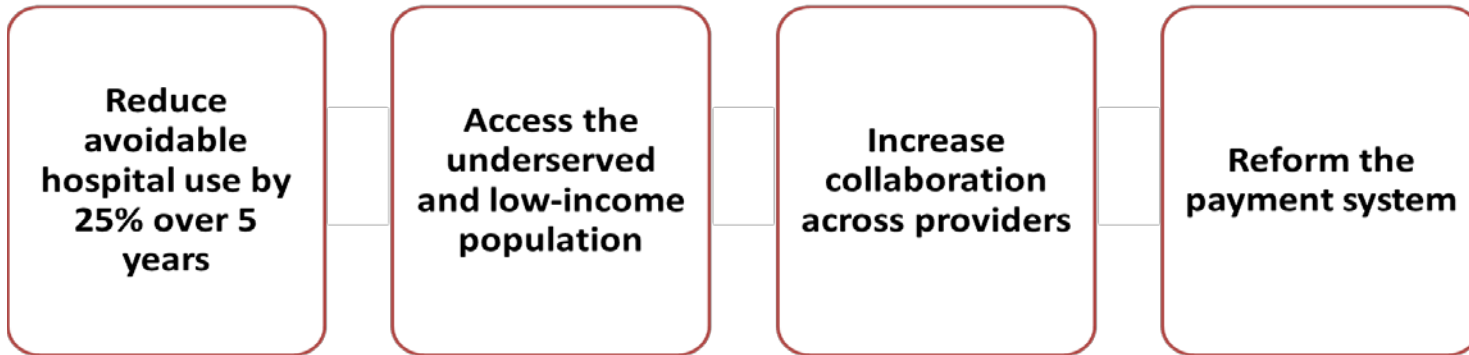 Reduce
avoidable
hospital use by
25% over 5
years
Access the
underserved
and low-income
population
Increase
collaboration
across providers
Reform the
payment system